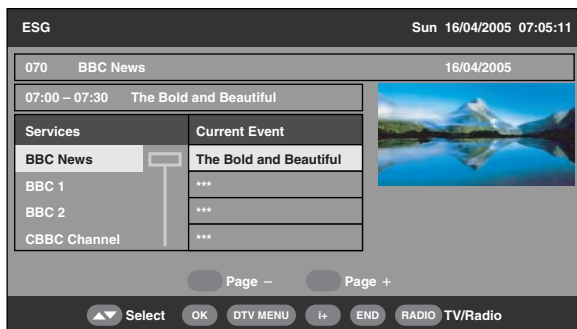 ESG Sun 16/04/2005 07:05:11
070 BBC News 16/04/2005
07:00 – 07:30 The Bold and Beautiful
Services Current Event
BBC News The Bold and Beautiful
BBC 1 ***
BBC 2 ***
CBBC Channel ***
Page – Page +
Select OK DTV MENU i+ END RADIO TV/Radio